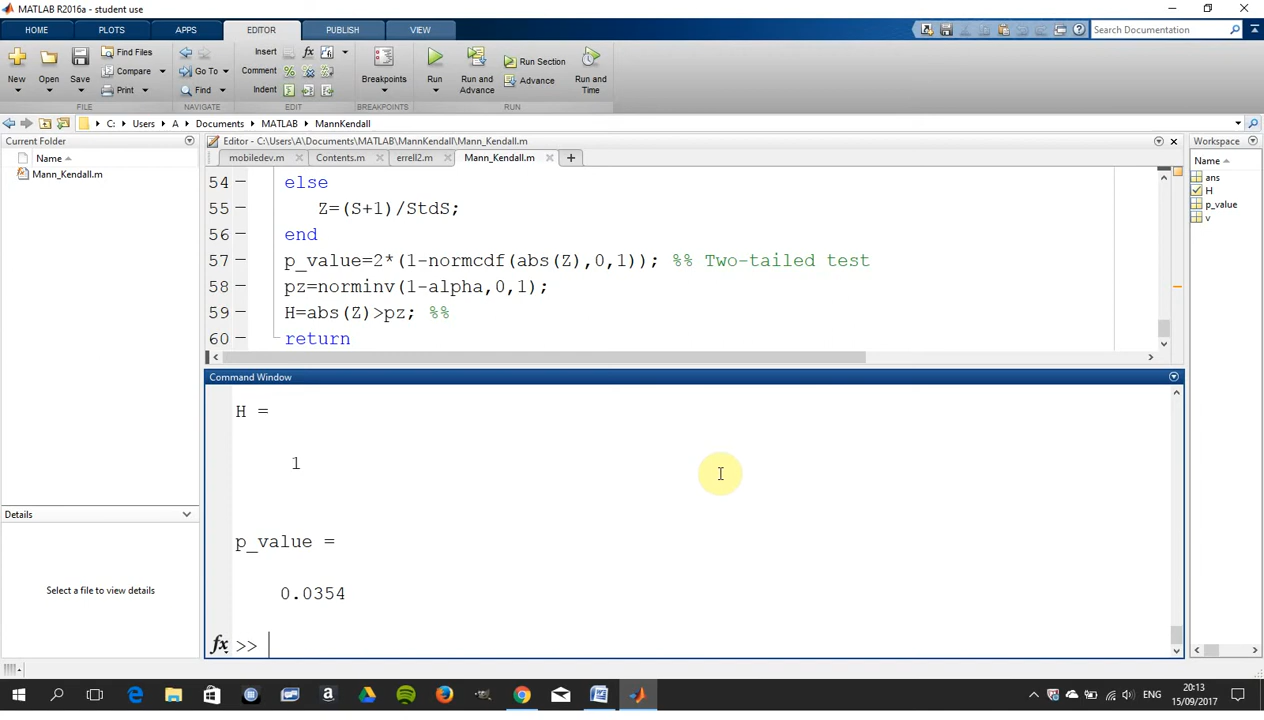 MATLAB R2016a - student use
HOME PLOTS APPS EDITOR PUBLISH VIEW
Search Documentation
New Open Save
Find Files
Compare
Print
Go To
Find
Insert
Comment
Indent
Breakpoints
Run
Run and Advance
Run Section
Advance
Run and Time
FILE NAVIGATE EDIT BREAKPOINTS RUN
C: Users A Documents MATLAB MannKendall
Current Folder
Name
Mann_Kendall.m
Details
Select a file to view details
Editor - C:\Users\A\Documents\MATLAB\MannKendall\Mann_Kendall.m
mobiledev.m Contents.m errell2.m Mann_Kendall.m
54 else
55 Z=(S+1)/StdS;
56 end
57 p_value=2*(1-normcdf(abs(Z),0,1)); %% Two-tailed test
58 pz=norminv(1-alpha,0,1);
59 H=abs(Z)>pz; %%
60 return
Command Window
H =
1
p_value =
0.0354
fx >>
Workspace
Name
ans
H
p_value
v
ENG
20:13
15/09/2017